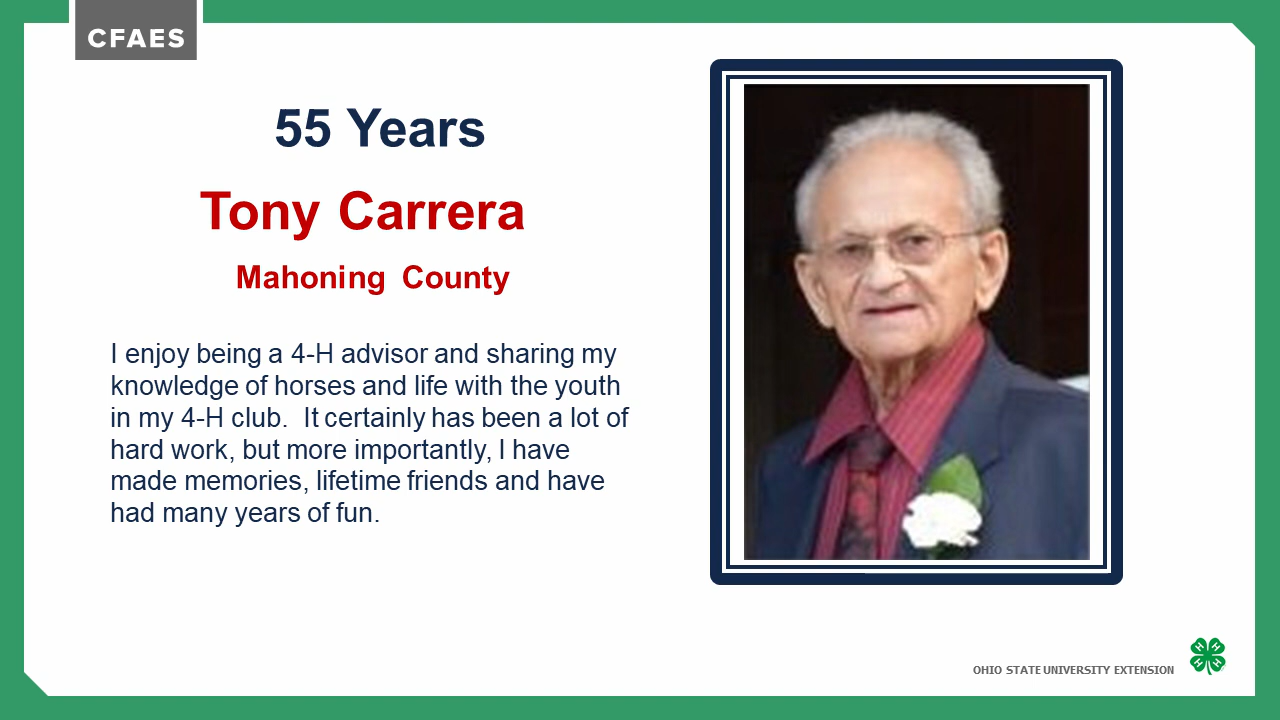 CFAES
55 Years
Tony Carrera
Mahoning County
I enjoy being a 4-H advisor and sharing my
knowledge of horses and life with the youth
in my 4-H club. It certainly has been a lot of
hard work, but more importantly, I have
made memories, lifetime friends and have
had many years of fun.
OHIO STATE UNIVERSITY EXTENSION
H H H H